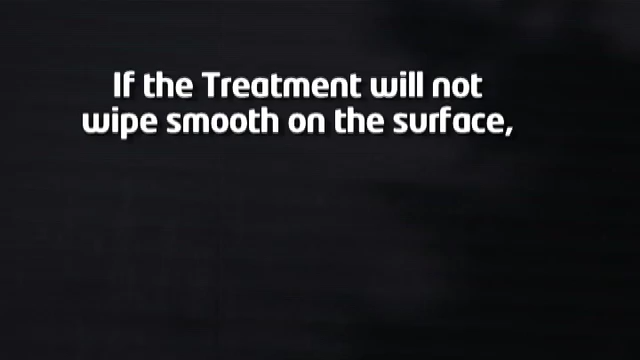 If the Treatment will not
wipe smooth on the surface,